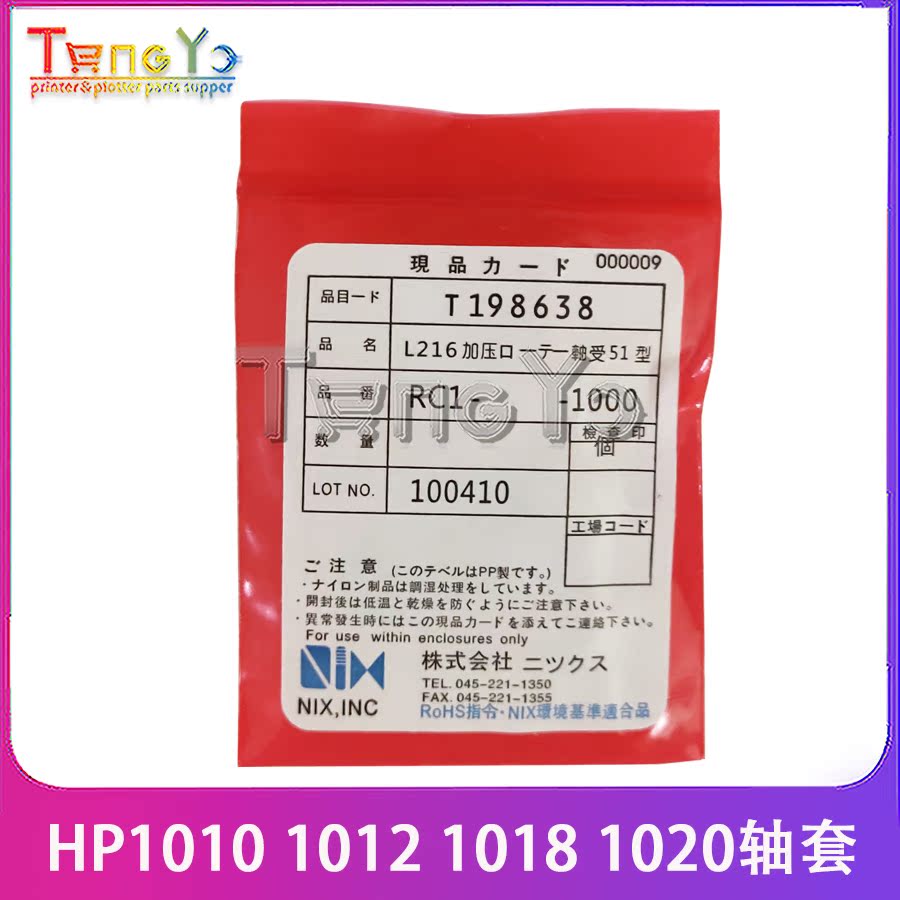 TengYo
printer&plotter parts supper
現品カード 000009
品目ード T198638
品 名 L216加圧ローテー軸受51型
品 番 RC1- -1000
数 量 検査印
個
LOT NO. 100410
工場コード
ご注意 (このテベルはPP製です。)
・ナイロン制品は調湿处理をしています。
・開封後は低温と乾燥を防ぐようにご注意下さい。
・異常發生時にはこの現品カードを添えてご連絡下さい。
For use within enclosures only
NIX
株式会社 ニツクス
TEL. 045-221-1350
FAX. 045-221-1355
NIX,INC
RoHS指令・NIX環境基準適合品
TengYo
HP1010 1012 1018 1020轴套